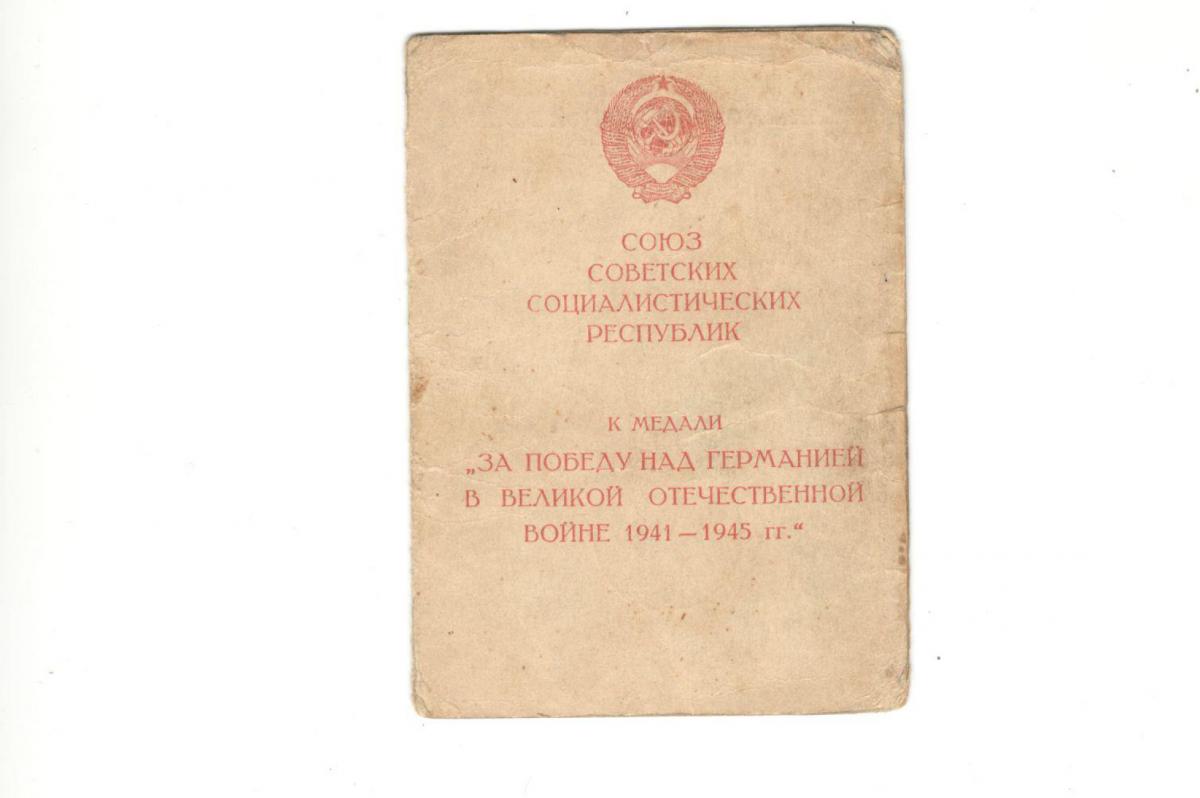 СОЮЗ
СОВЕТСКИХ
СОЦИАЛИСТИЧЕСКИХ
РЕСПУБЛИК
К МЕДАЛИ
„ЗА ПОБЕДУ НАД ГЕРМАНИЕЙ
В ВЕЛИКОЙ ОТЕЧЕСТВЕННОЙ
ВОЙНЕ 1941—1945 гг.“